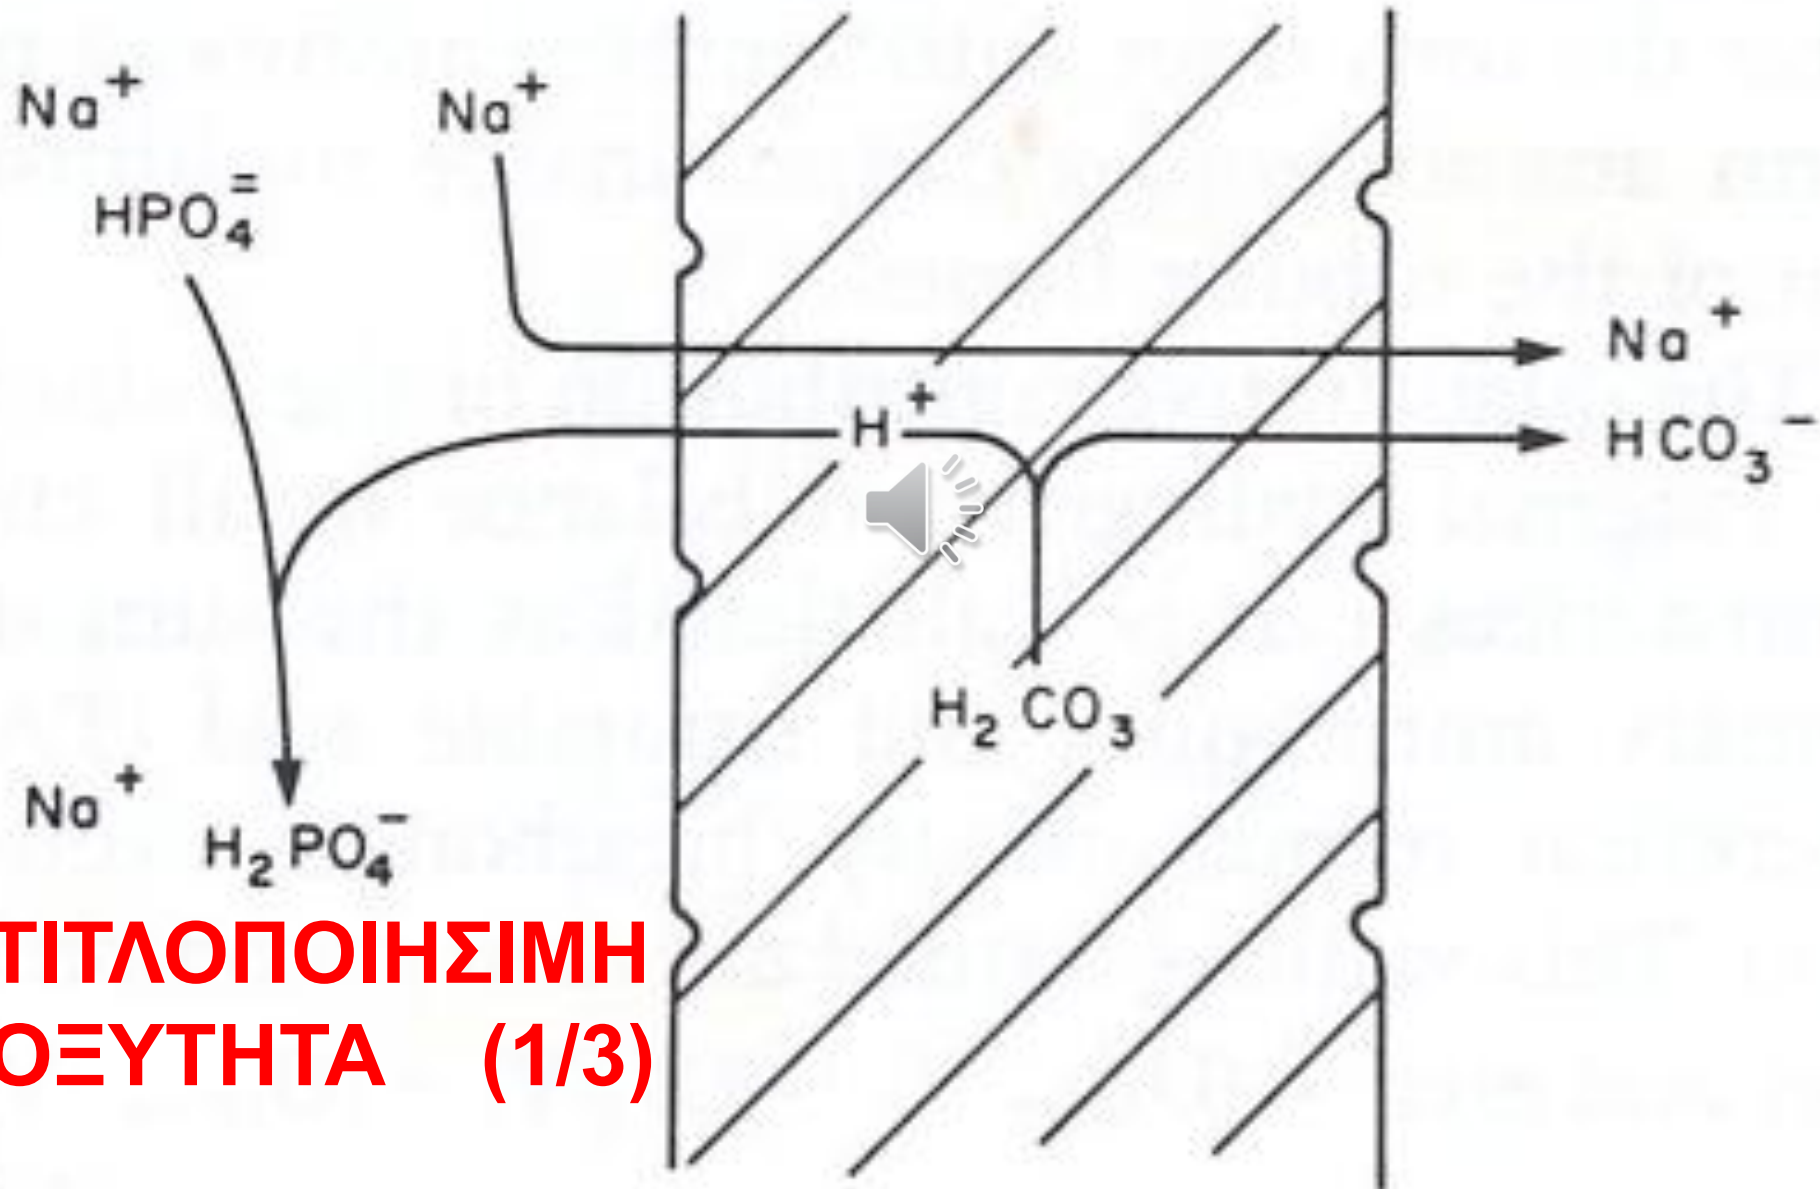 Na⁺ Na⁺
HPO₄⁼
Na⁺
H⁺ HCO₃⁻
H₂CO₃
Na⁺
H₂PO₄⁻
ΤΙΤΛΟΠΟΙΗΣΙΜΗ
ΟΞΥΤΗΤΑ (1/3)